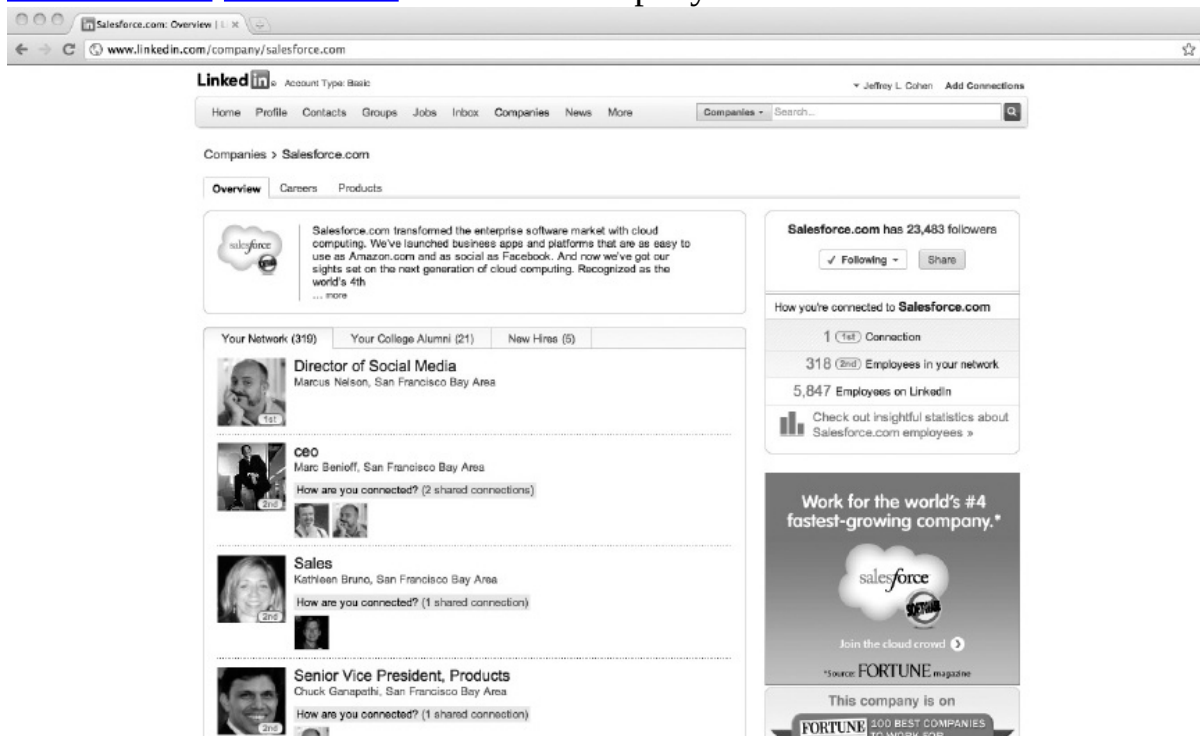 Salesforce.com: Overview | Li
www.linkedin.com/company/salesforce.com
Linked in Account Type: Basic
Jeffrey L. Cohen Add Connections
Home Profile Contacts Groups Jobs Inbox Companies News More
Companies Search...
Companies > Salesforce.com
Overview Careers Products
salesforce
Salesforce.com transformed the enterprise software market with cloud
computing. We've launched business apps and platforms that are as easy to
use as Amazon.com and as social as Facebook. And now we've got our
sights set on the next generation of cloud computing. Recognized as the
world's 4th
... more
Salesforce.com has 23,483 followers
✓ Following Share
How you're connected to Salesforce.com
1 1st Connection
318 2nd Employees in your network
5,847 Employees on LinkedIn
Check out insightful statistics about
Salesforce.com employees »
Your Network (319) Your College Alumni (21) New Hires (5)
Director of Social Media
Marcus Nelson, San Francisco Bay Area
1st
ceo
Marc Benioff, San Francisco Bay Area
How are you connected? (2 shared connections)
2nd
Sales
Kathleen Bruno, San Francisco Bay Area
How are you connected? (1 shared connection)
2nd
Senior Vice President, Products
Chuck Ganapathi, San Francisco Bay Area
How are you connected? (1 shared connection)
2nd
Work for the world's #4
fastest-growing company.*
salesforce
SOFTWARE
Join the cloud crowd
*Source: FORTUNE magazine
This company is on
FORTUNE 100 BEST COMPANIES
TO WORK FOR